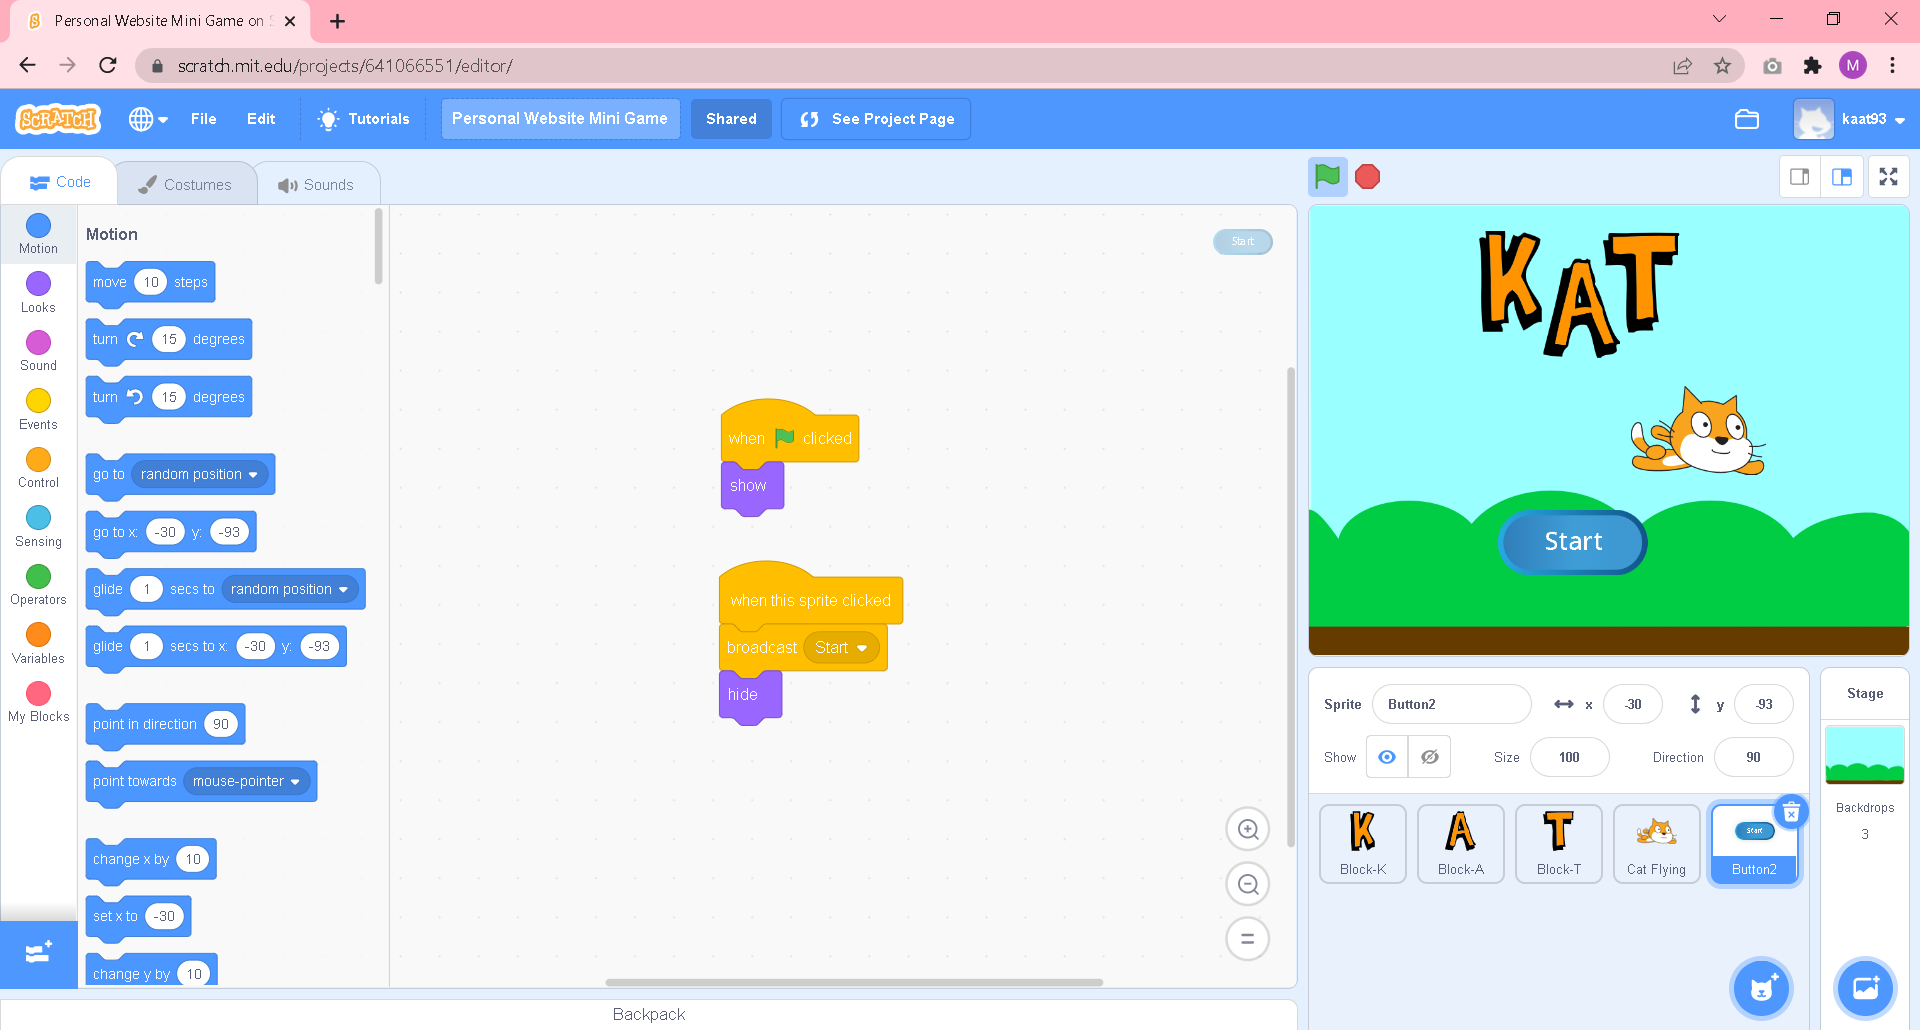 Personal Website Mini Game on S
scratch.mit.edu/projects/641066551/editor/
M
SCRATCH
File
Edit
Tutorials
Personal Website Mini Game
Shared
See Project Page
kaat93
Code
Costumes
Sounds
Motion
Looks
Sound
Events
Control
Sensing
Operators
Variables
My Blocks
Motion
move 10 steps
turn 15 degrees
turn 15 degrees
go to random position
go to x: -30 y: -93
glide 1 secs to random position
glide 1 secs to x: -30 y: -93
point in direction 90
point towards mouse-pointer
change x by 10
set x to -30
change y by 10
Start
when clicked
show
when this sprite clicked
broadcast Start
hide
Backpack
KAT
Start
Sprite Button2 x -30 y -93
Show Size 100 Direction 90
K
Block-K
A
Block-A
T
Block-T
Cat Flying
Start
Button2
Stage
Backdrops
3